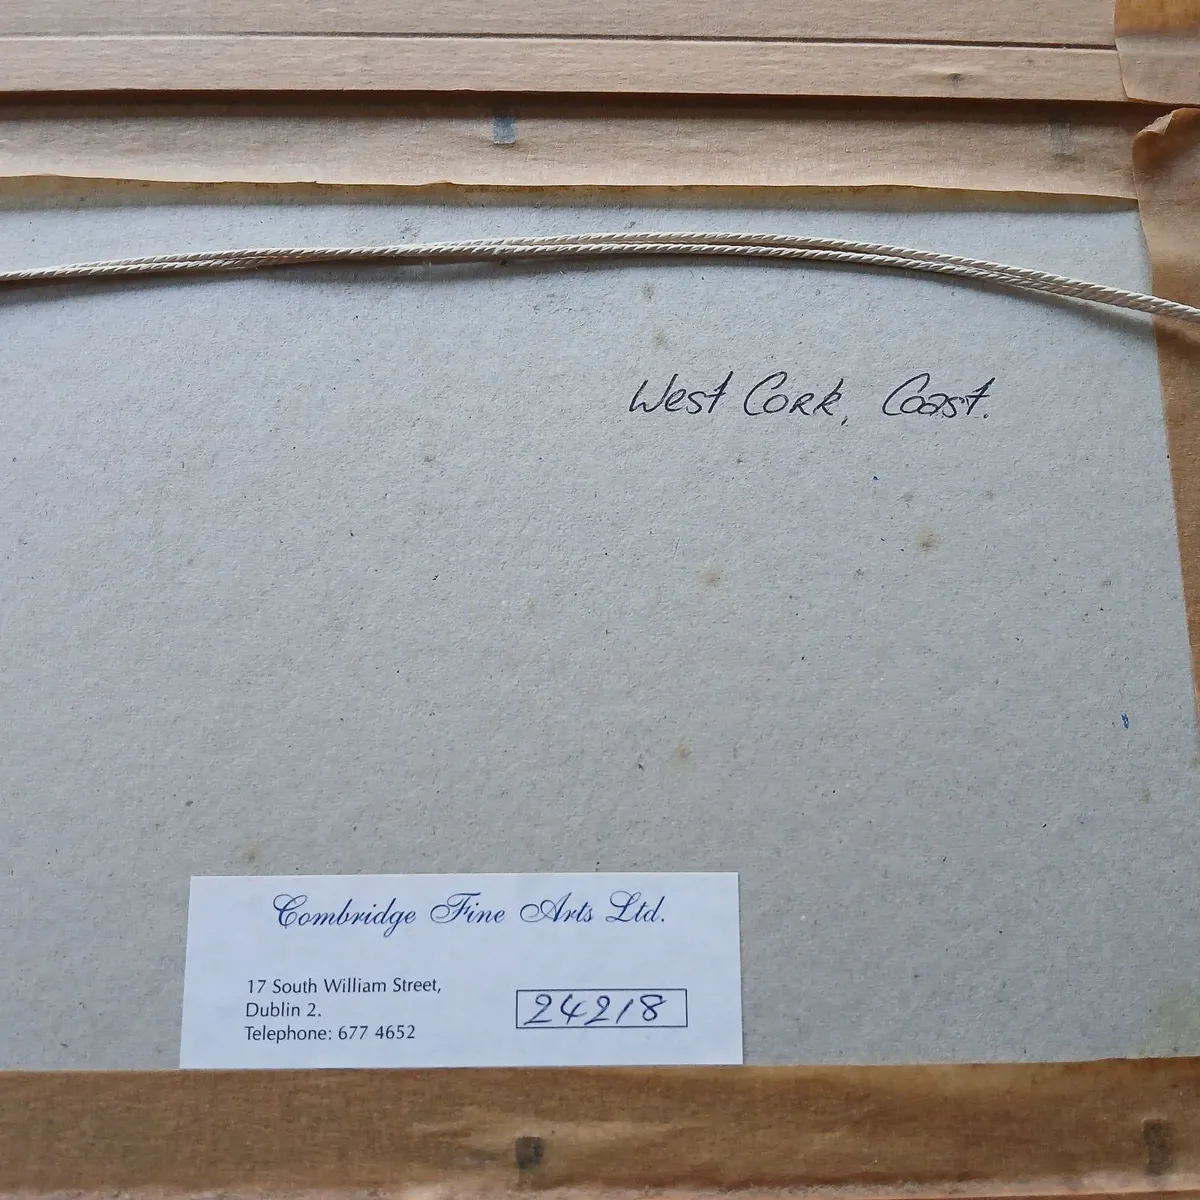 West Cork, Coast.
Combridge Fine Arts Ltd.
17 South William Street,
Dublin 2.
Telephone: 677 4652
24218